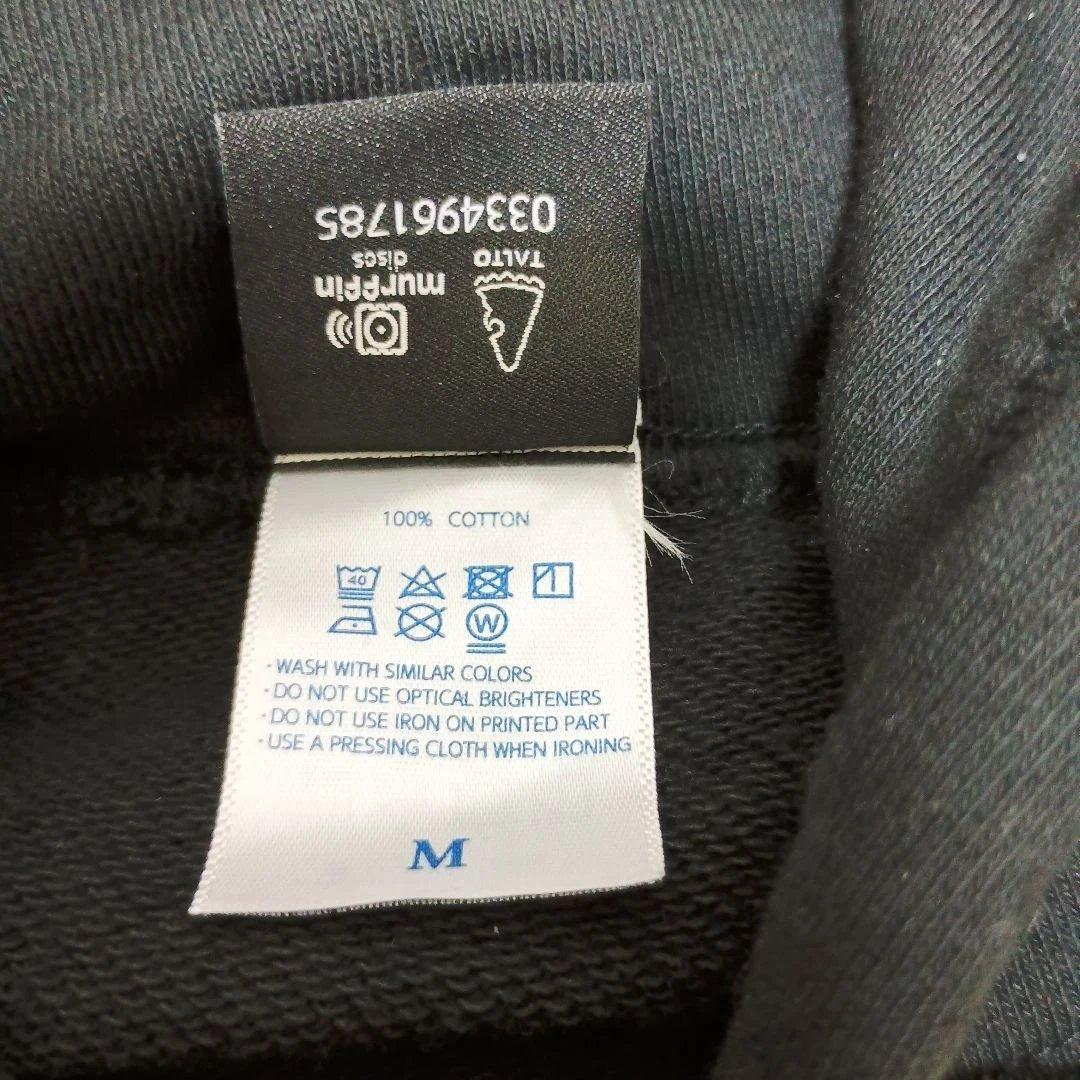 0334961785
TALTO
murffin
discs
100% COTTON
40
W
· WASH WITH SIMILAR COLORS
· DO NOT USE OPTICAL BRIGHTENERS
· DO NOT USE IRON ON PRINTED PART
· USE A PRESSING CLOTH WHEN IRONING
M